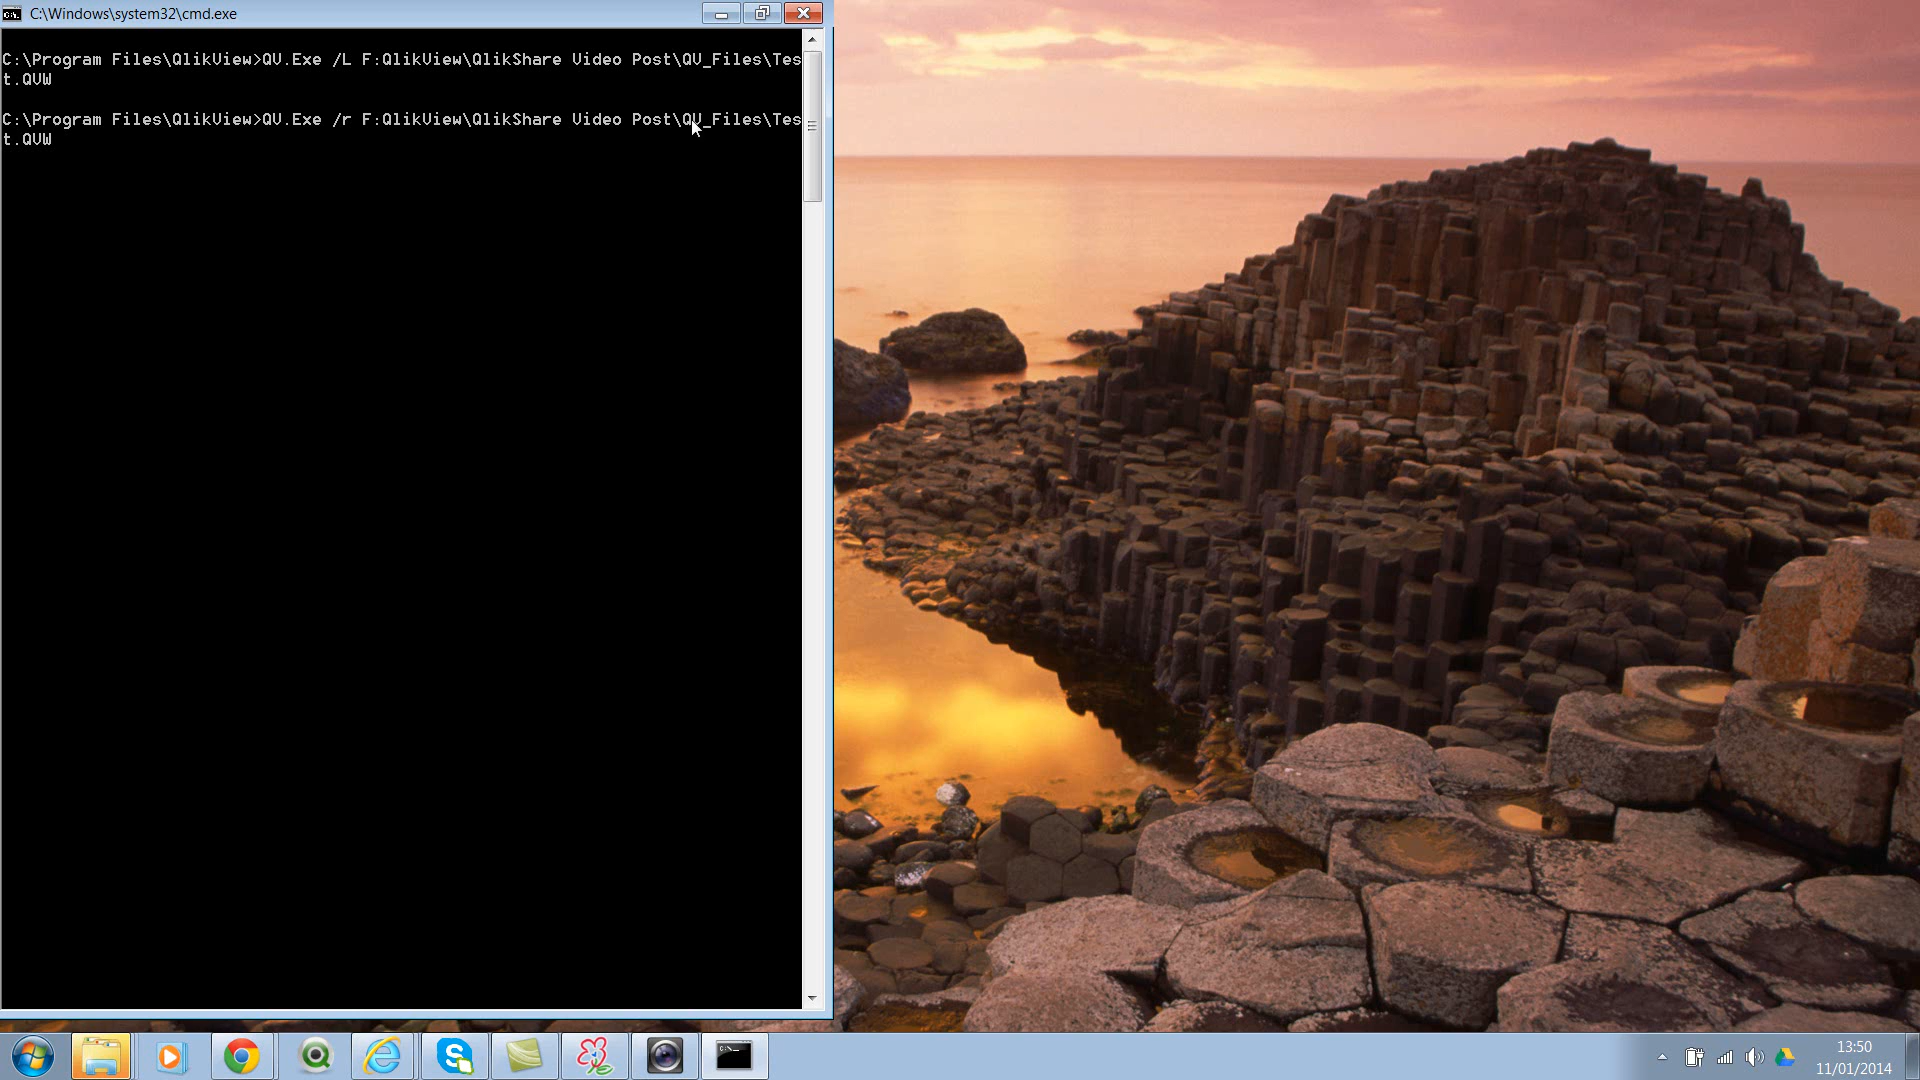 C:\Windows\system32\cmd.exe
C:\Program Files\QlikView>QV.Exe /L F:QlikView\QlikShare Video Post\QV_Files\Tes
t.QVW
C:\Program Files\QlikView>QV.Exe /r F:QlikView\QlikShare Video Post\QV_Files\Tes
t.QVW
13:50
11/01/2014